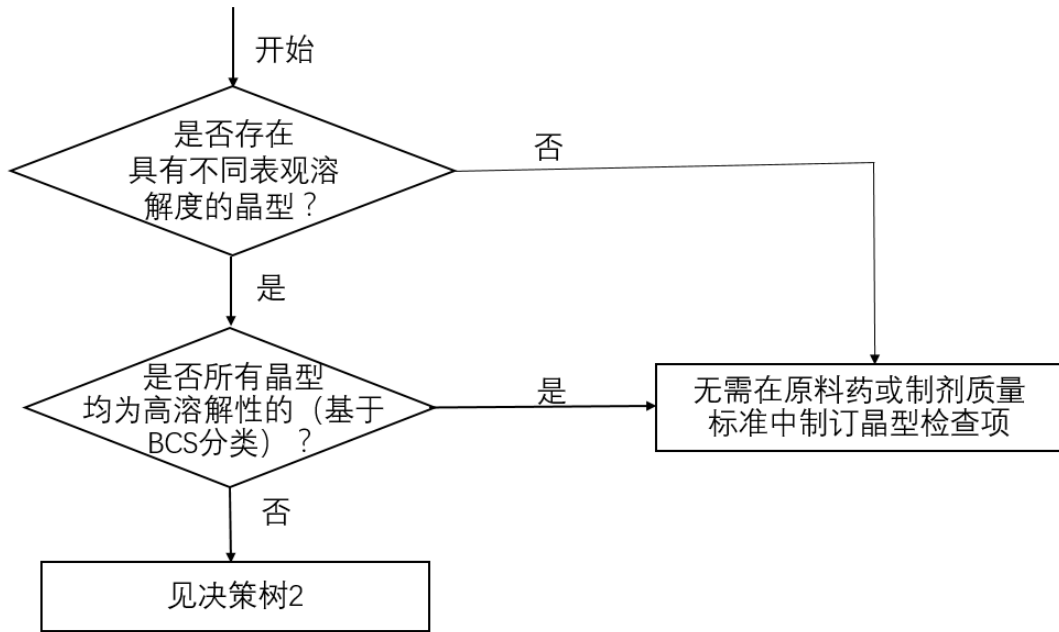 开始
是否存在
具有不同表观溶
解度的晶型？
否
是
是否所有晶型
均为高溶解性的（基于
BCS分类）？
是
无需在原料药或制剂质量
标准中制订晶型检查项
否
见决策树2